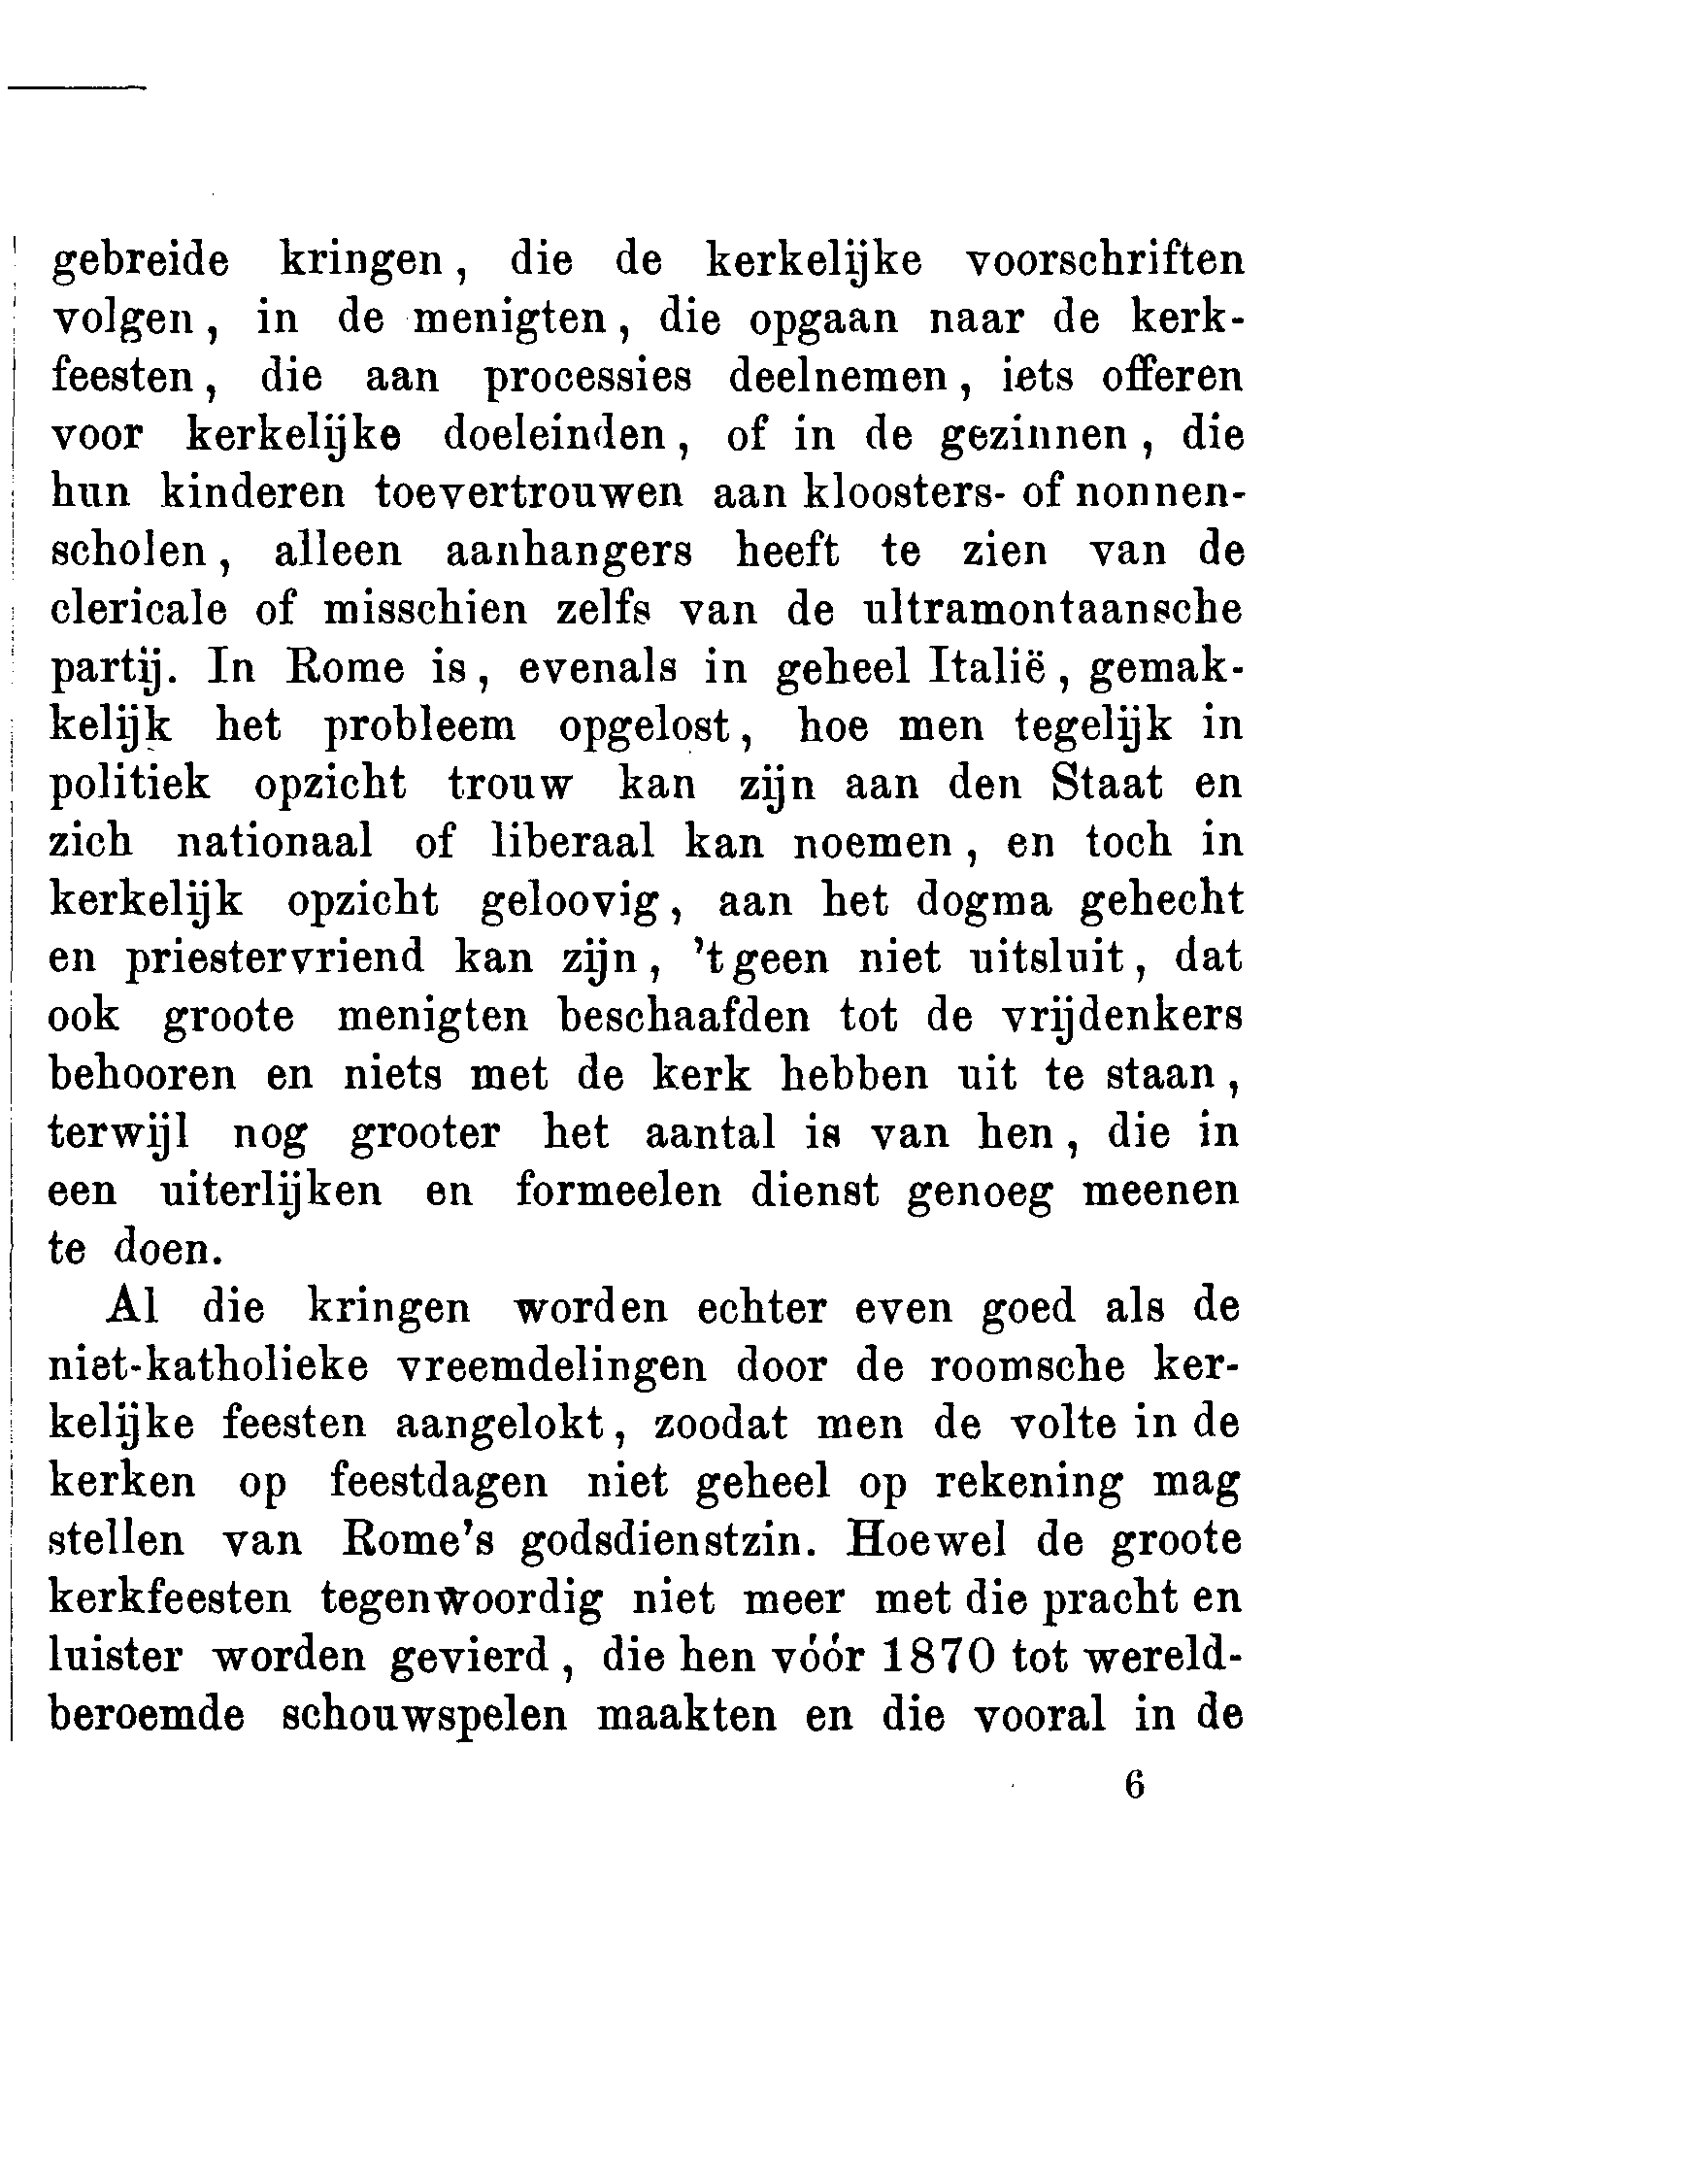 gebreide kringen, die de kerkelijke voorschriften
volgen, in de menigten, die opgaan naar de kerk-
feesten, die aan processies deelnemen, iets offeren
voor kerkelijke doeleinden, of in de gezinnen, die
hun kinderen toevertrouwen aan kloosters- of nonnen-
scholen, alleen aanhangers heeft te zien van de
clericale of misschien zelfs van de ultramontaansche
partij. In Rome is, evenals in geheel Italië, gemak-
kelijk het probleem opgelost, hoe men tegelijk in
politiek opzicht trouw kan zijn aan den Staat en
zich nationaal of liberaal kan noemen, en toch in
kerkelijk opzicht geloovig, aan het dogma gehecht
en priestervriend kan zijn, 't geen niet uitsluit, dat
ook groote menigten beschaafden tot de vrijdenkers
behooren en niets met de kerk hebben uit te staan,
terwijl nog grooter het aantal is van hen, die in
een uiterlijken en formeelen dienst genoeg meenen
te doen.
Al die kringen worden echter even goed als de
niet-katholieke vreemdelingen door de roomsche ker-
kelijke feesten aangelokt, zoodat men de volte in de
kerken op feestdagen niet geheel op rekening mag
stellen van Rome's godsdienstzin. Hoewel de groote
kerkfeesten tegenwoordig niet meer met die pracht en
luister worden gevierd, die hen vóór 1870 tot wereld-
beroemde schouwspelen maakten en die vooral in de
6